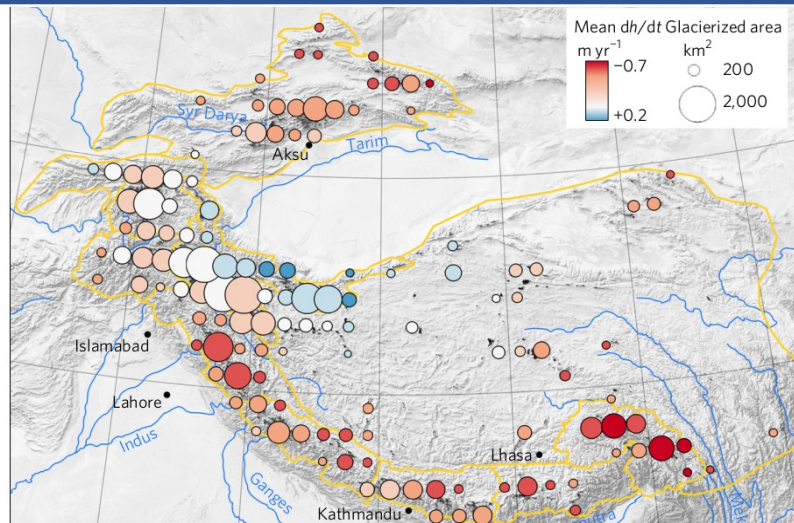 Mean dh/dt Glacierized area
m yr⁻¹ km²
−0.7
200
2,000
+0.2
Syr Darya
Aksu
Tarim
Islamabad
Lahore
Indus
Ganges
Lhasa
Kathmandu